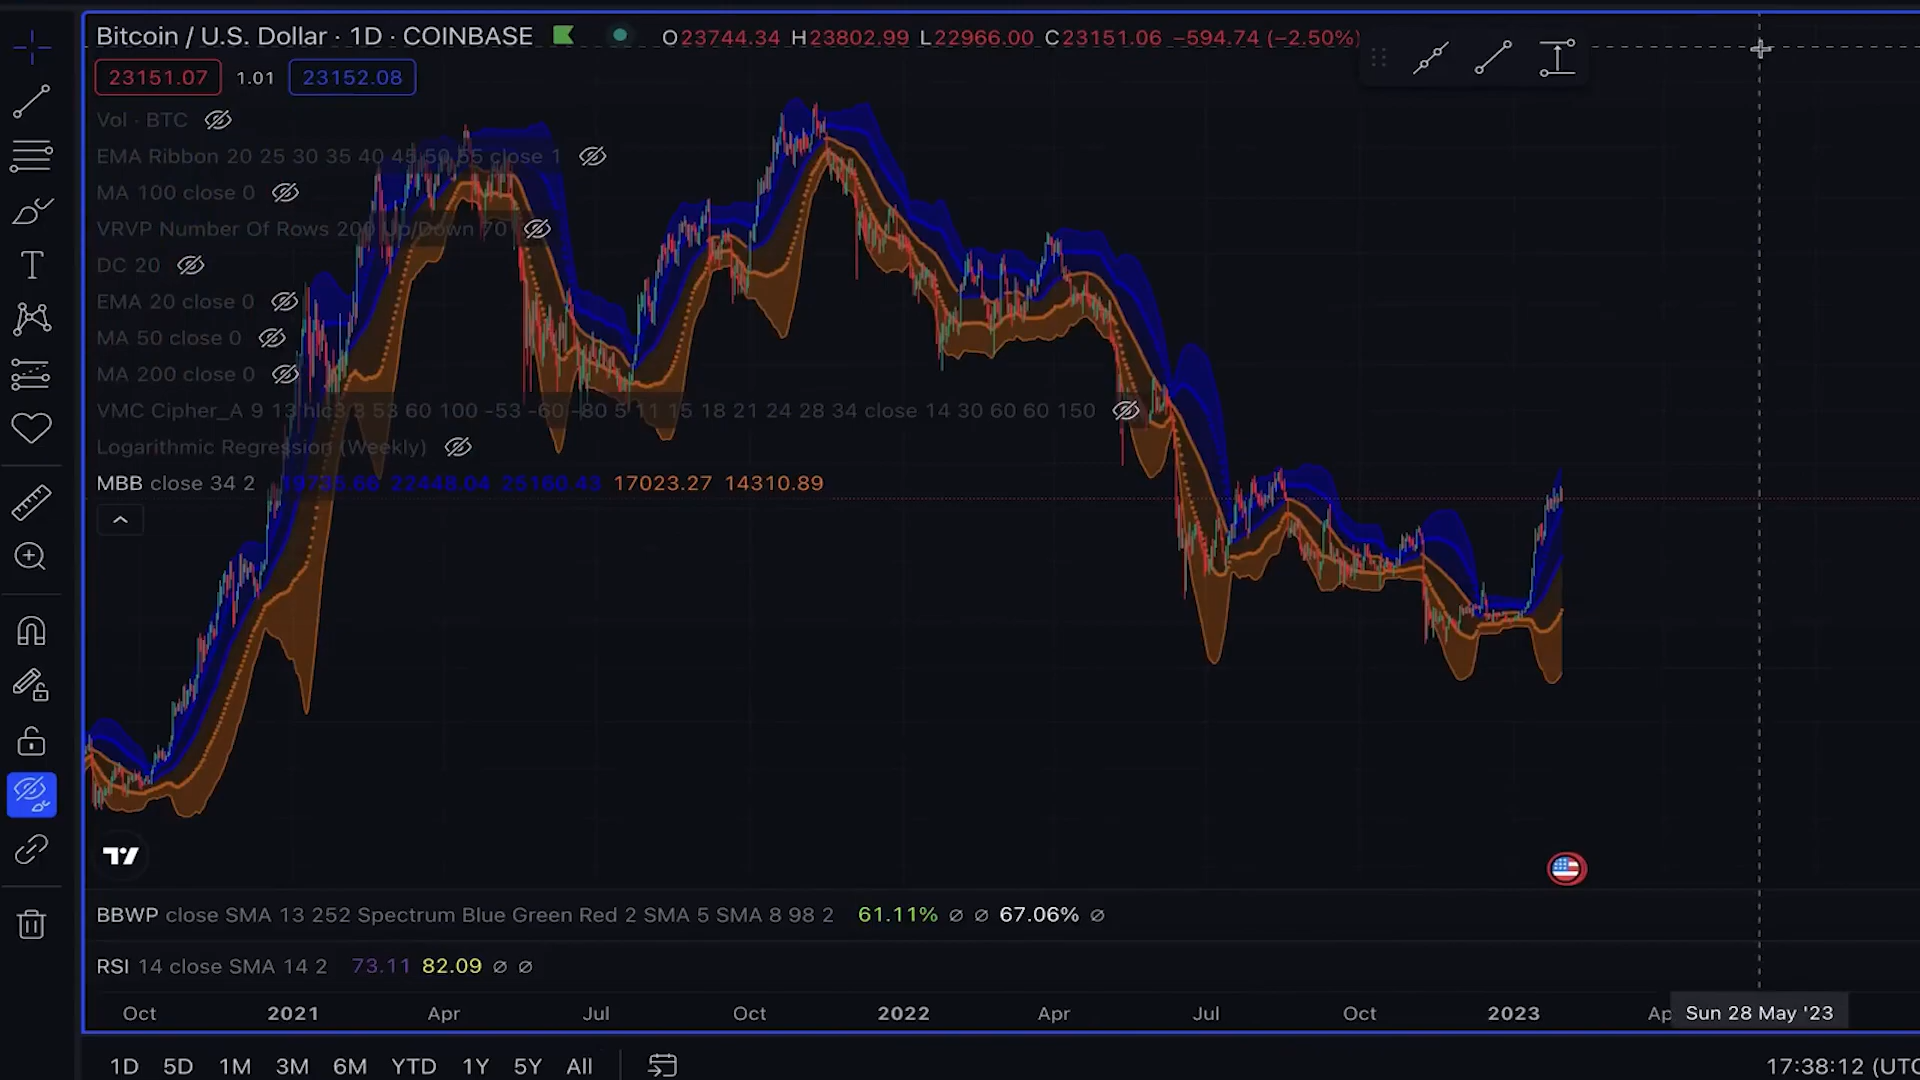 Bitcoin / U.S. Dollar · 1D · COINBASE O23744.34 H23802.99 L22966.00 C23151.06 −594.74 (−2.50%)
23151.07 1.01 23152.08
Vol · BTC
EMA Ribbon 20 25 30 35 40 45 50 55 close 1
MA 100 close 0
VRVP Number Of Rows 200 Up/Down 70
DC 20
EMA 20 close 0
MA 50 close 0
MA 200 close 0
VMC Cipher_A 9 13 hlc3 3 53 60 100 -53 -60 -80 5 11 15 18 21 24 28 34 close 14 30 60 60 150
Logarithmic Regression (Weekly)
MBB close 34 2 19735.66 22448.04 25160.43 17023.27 14310.89
BBWP close SMA 13 252 Spectrum Blue Green Red 2 SMA 5 SMA 8 98 2 61.11% ∅ ∅ 67.06% ∅
RSI 14 close SMA 14 2 73.11 82.09 ∅ ∅
Oct 2021 Apr Jul Oct 2022 Apr Jul Oct 2023 Ap Sun 28 May '23
1D 5D 1M 3M 6M YTD 1Y 5Y All 17:38:12 (UTC